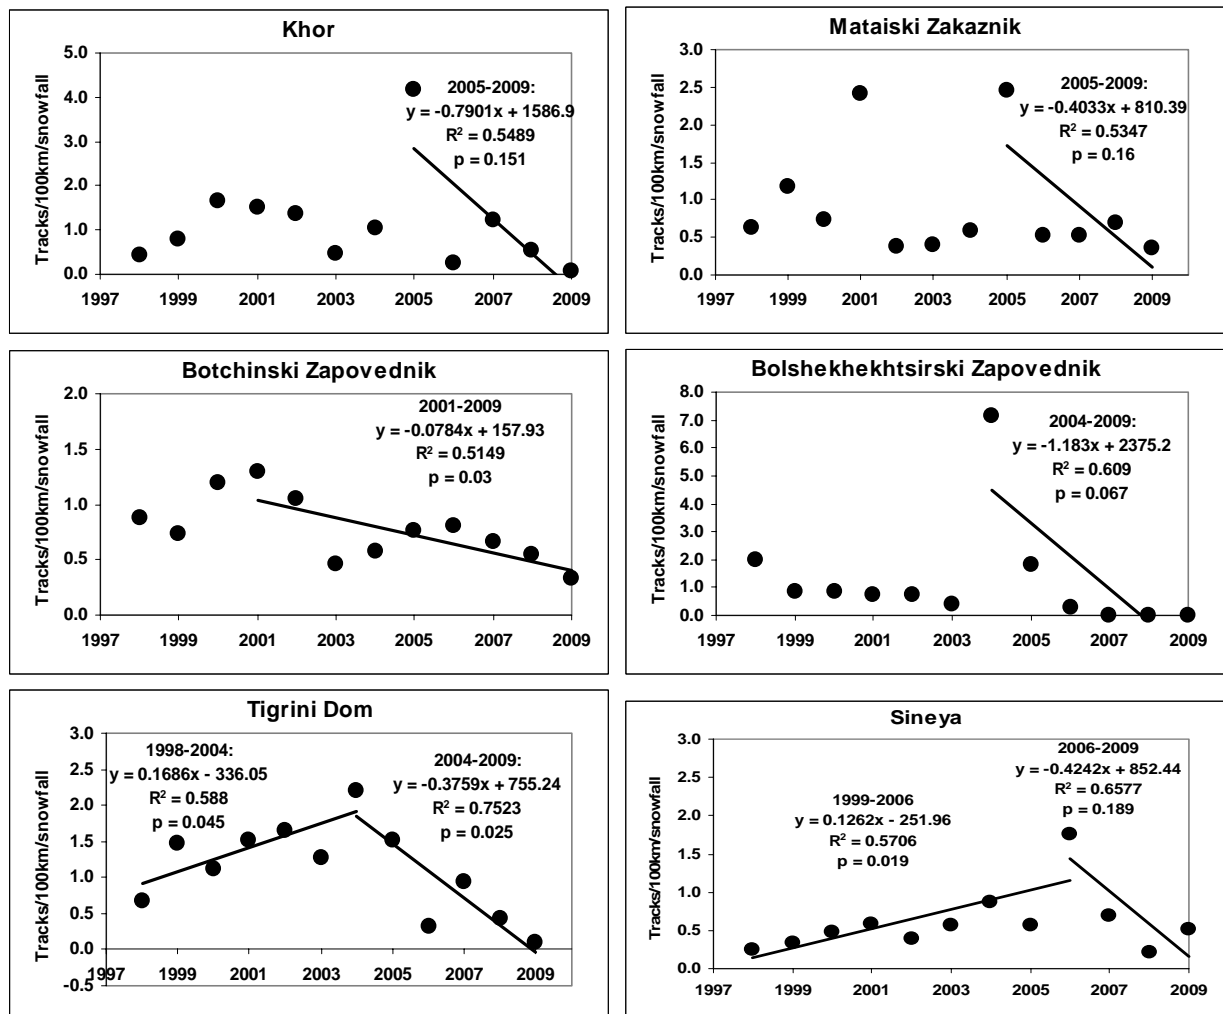 Khor
Tracks/100km/snowfall
5.0
4.0
3.0
2.0
1.0
0.0
1997 1999 2001 2003 2005 2007 2009
2005-2009:
y = -0.7901x + 1586.9
R² = 0.5489
p = 0.151
Mataiski Zakaznik
Tracks/100km/snowfall
3.0
2.5
2.0
1.5
1.0
0.5
0.0
1997 1999 2001 2003 2005 2007 2009
2005-2009:
y = -0.4033x + 810.39
R² = 0.5347
p = 0.16
Botchinski Zapovednik
Tracks/100km/snowfall
2.0
1.5
1.0
0.5
0.0
1997 1999 2001 2003 2005 2007 2009
2001-2009
y = -0.0784x + 157.93
R² = 0.5149
p = 0.03
Bolshekhekhtsirski Zapovednik
Tracks/100km/snowfall
8.0
7.0
6.0
5.0
4.0
3.0
2.0
1.0
0.0
1997 1999 2001 2003 2005 2007 2009
2004-2009:
y = -1.183x + 2375.2
R² = 0.609
p = 0.067
Tigrini Dom
Tracks/100km/snowfall
3.0
2.5
2.0
1.5
1.0
0.5
0.0
-0.5
1997 1999 2001 2003 2005 2007 2009
1998-2004:
y = 0.1686x - 336.05
R² = 0.588
p = 0.045
2004-2009:
y = -0.3759x + 755.24
R² = 0.7523
p = 0.025
Sineya
Tracks/100km/snowfall
3.0
2.5
2.0
1.5
1.0
0.5
0.0
1997 1999 2001 2003 2005 2007 2009
1999-2006
y = 0.1262x - 251.96
R² = 0.5706
p = 0.019
2006-2009
y = -0.4242x + 852.44
R² = 0.6577
p = 0.189